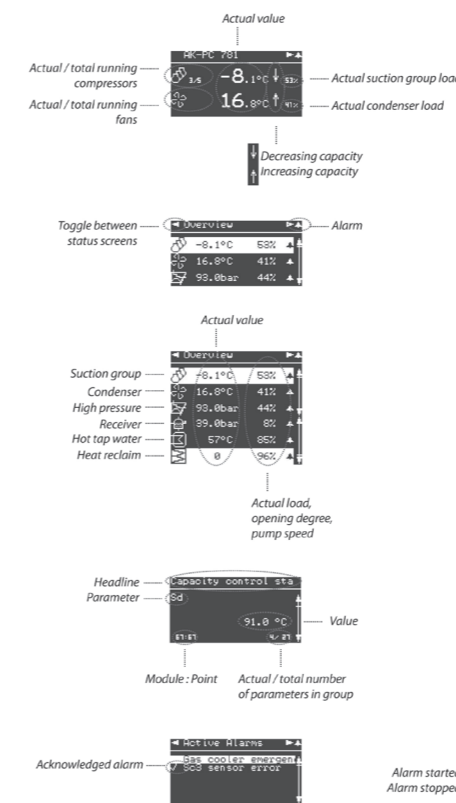 Actual value
AK-PC 781
Actual / total running
compressors
3/5
-8.1°C
53%
Actual suction group load
Actual / total running
fans
16.8°C
41%
Actual condenser load
Decreasing capacity
Increasing capacity
Toggle between
status screens
Overview
Alarm
-8.1°C 53%
16.8°C 41%
93.0bar 44%
Actual value
Overview
Suction group -8.1°C 53%
Condenser 16.8°C 41%
High pressure 93.0bar 44%
Receiver 39.0bar 8%
Hot tap water 57°C 85%
Heat reclaim 0 96%
Actual load,
opening degree,
pump speed
Headline
Capacity control sta
Parameter
Sd
91.0 °C
Value
Module : Point
Actual / total number
of parameters in group
Active Alarms
Gas cooler emergen
Acknowledged alarm
Sc3 sensor error
Alarm started
Alarm stopped